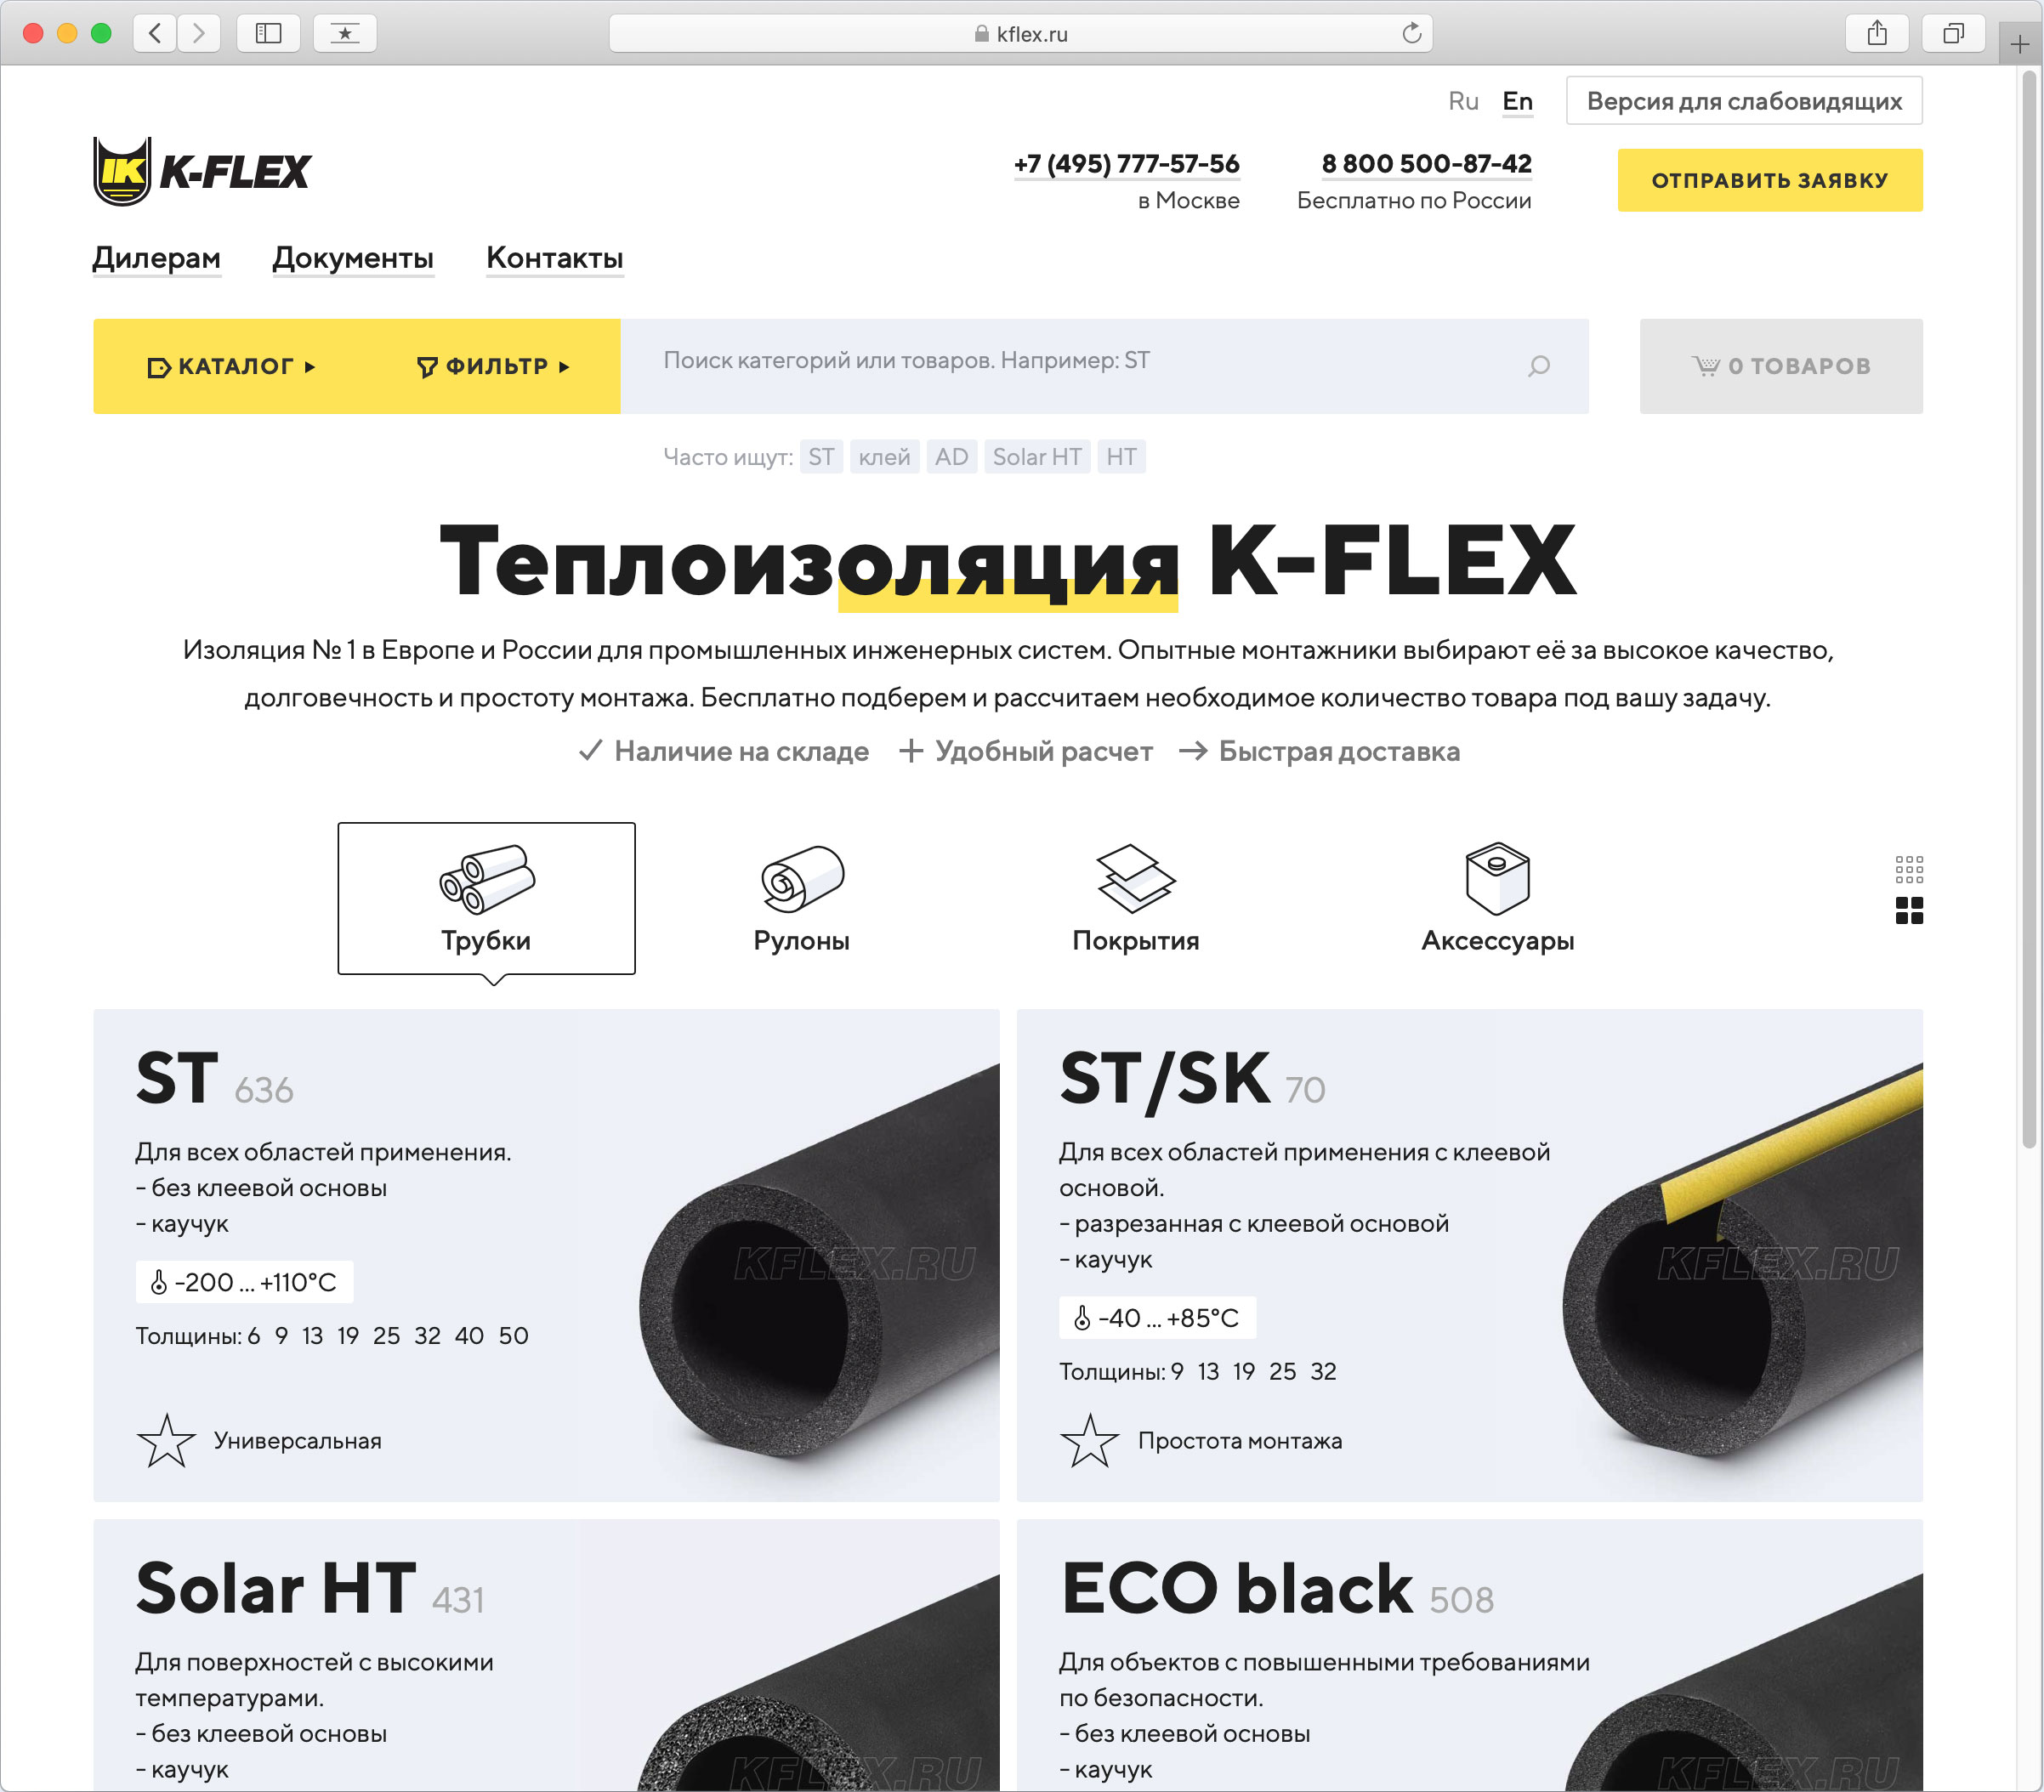 kflex.ru
Ru En Версия для слабовидящих
K K-FLEX
+7 (495) 777-57-56
в Москве
8 800 500-87-42
Бесплатно по России
ОТПРАВИТЬ ЗАЯВКУ
Дилерам Документы Контакты
КАТАЛОГ ФИЛЬТР
Поиск категорий или товаров. Например: ST
0 ТОВАРОВ
Часто ищут: ST клей AD Solar HT HT
Теплоизоляция K-FLEX
Изоляция № 1 в Европе и России для промышленных инженерных систем. Опытные монтажники выбирают её за высокое качество,
долговечность и простоту монтажа. Бесплатно подберем и рассчитаем необходимое количество товара под вашу задачу.
Наличие на складе + Удобный расчет → Быстрая доставка
Трубки Рулоны Покрытия Аксессуары
ST 636
Для всех областей применения.
- без клеевой основы
- каучук
-200 ... +110°C
Толщины: 6 9 13 19 25 32 40 50
Универсальная
KFLEX.RU
ST/SK 70
Для всех областей применения с клеевой
основой.
- разрезанная с клеевой основой
- каучук
-40 ... +85°C
Толщины: 9 13 19 25 32
Простота монтажа
KFLEX.RU
Solar HT 431
Для поверхностей с высокими
температурами.
- без клеевой основы
- каучук
KFLEX.RU
ECO black 508
Для объектов с повышенными требованиями
по безопасности.
- без клеевой основы
- каучук
KFLEX.RU